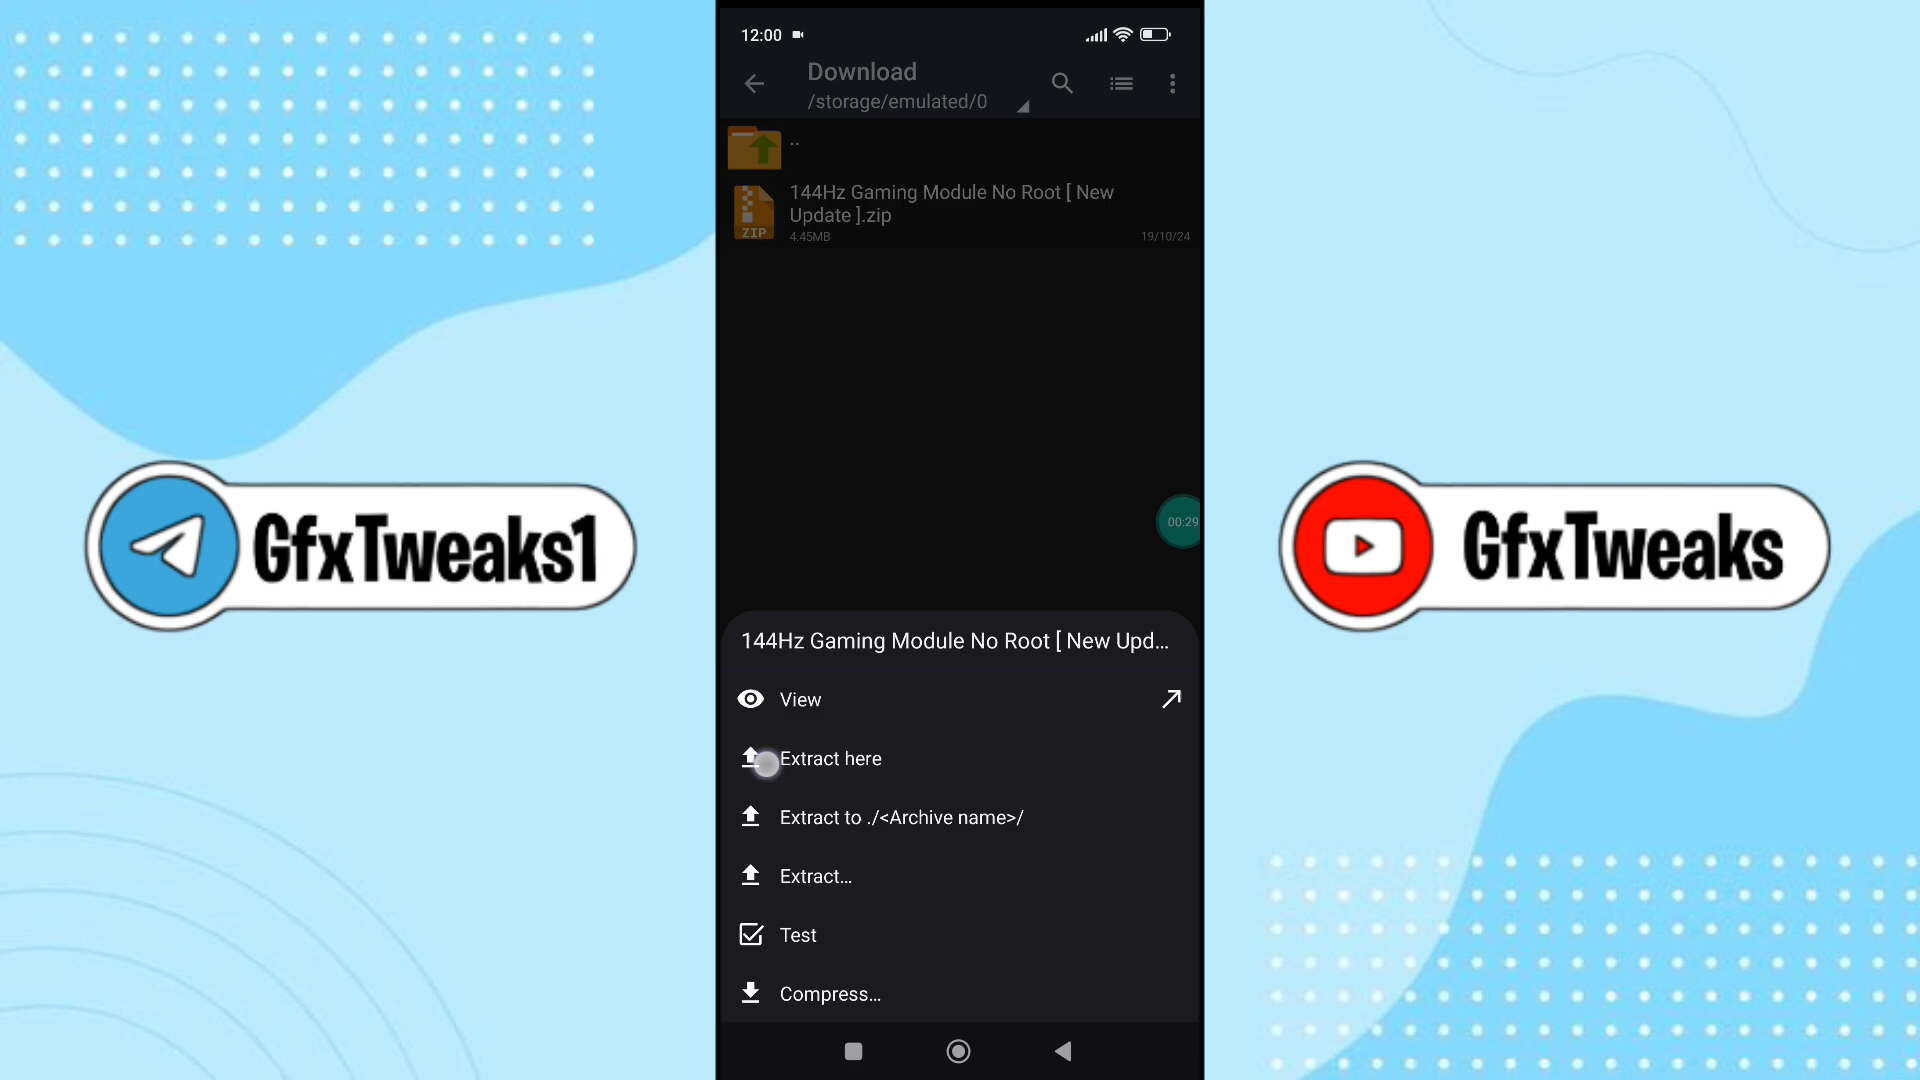 12:00
Download
/storage/emulated/0
..
144Hz Gaming Module No Root [ New
Update ].zip
ZIP
4.45MB
19/10/24
00:29
GfxTweaks1
GfxTweaks
144Hz Gaming Module No Root [ New Upd...
View
Extract here
Extract to ./<Archive name>/
Extract...
Test
Compress...